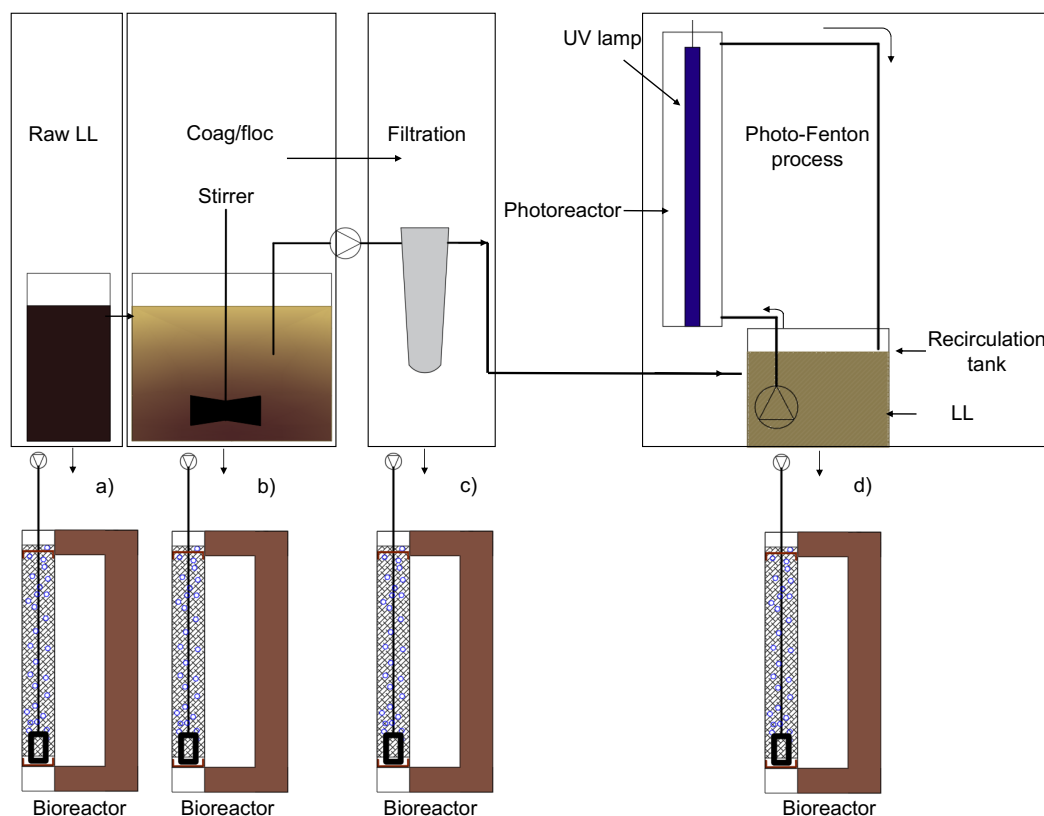 UV lamp
Raw LL
Coag/floc
Filtration
Photo-Fenton
process
Stirrer
Photoreactor
Recirculation
tank
LL
a)
b)
c)
d)
Bioreactor
Bioreactor
Bioreactor
Bioreactor